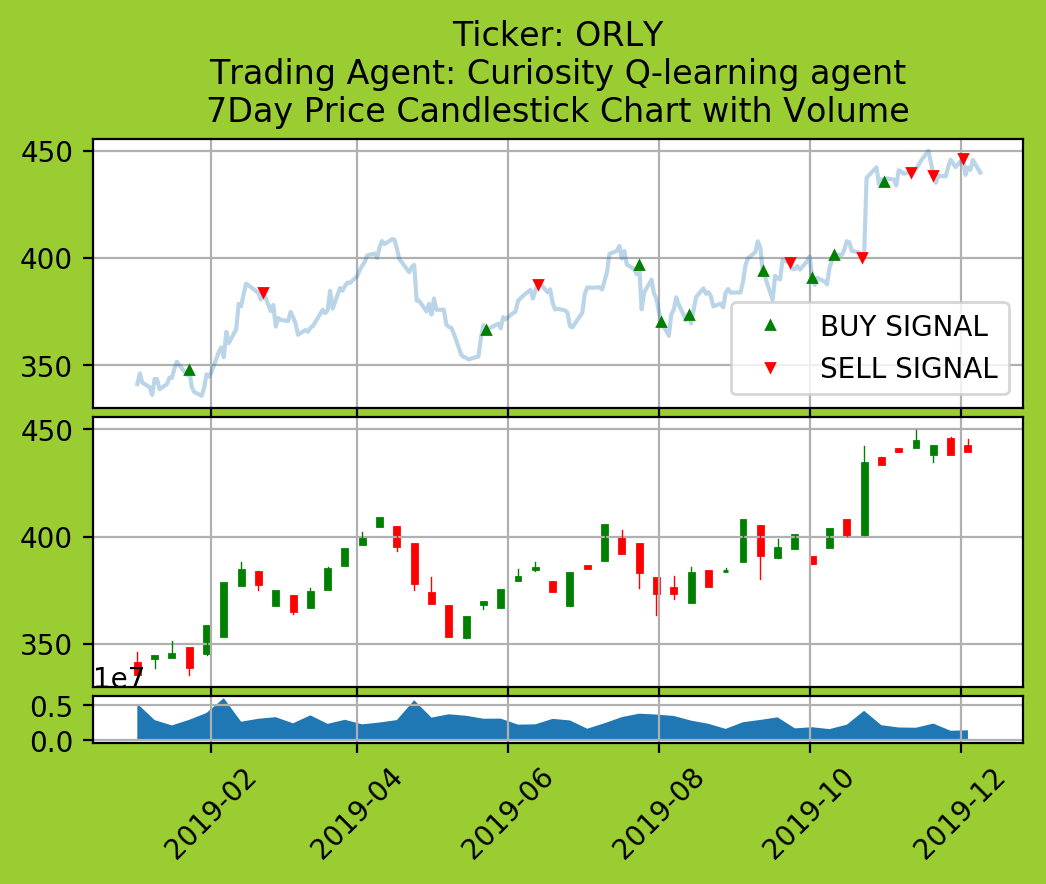 Ticker: ORLY
Trading Agent: Curiosity Q-learning agent
7Day Price Candlestick Chart with Volume
450
400
350
BUY SIGNAL
SELL SIGNAL
450
400
350
1e7
0.5
0.0
2019-02
2019-04
2019-06
2019-08
2019-10
2019-12